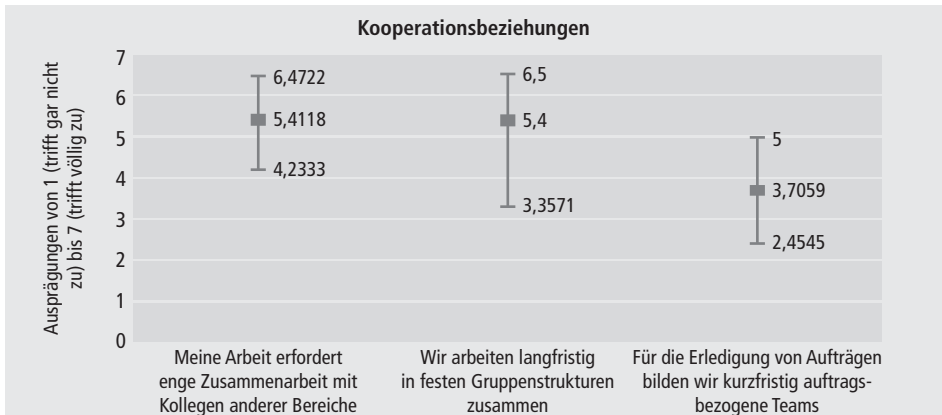 Kooperationsbeziehungen
Ausprägungen von 1 (trifft gar nicht
zu) bis 7 (trifft völlig zu)
7
6
5
4
3
2
1
0
6,4722
5,4118
4,2333
6,5
5,4
3,3571
5
3,7059
2,4545
Meine Arbeit erfordert
enge Zusammenarbeit mit
Kollegen anderer Bereiche
Wir arbeiten langfristig
in festen Gruppenstrukturen
zusammen
Für die Erledigung von Aufträgen
bilden wir kurzfristig auftrags-
bezogene Teams